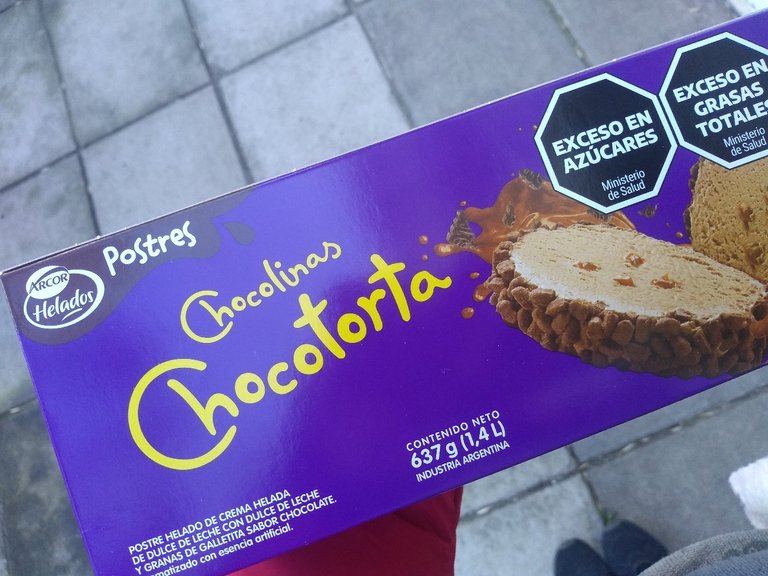 ARCOR
Helados
Postres
Chocolinas
Chocotorta
EXCESO EN
AZÚCARES
Ministerio
de Salud
EXCESO EN
GRASAS
TOTALES
Ministerio
de Salud
CONTENIDO NETO
637 g (1,4 L)
INDUSTRIA ARGENTINA
POSTRE HELADO DE CREMA HELADA
DE DULCE DE LECHE CON DULCE DE LECHE
Y GRANAS DE GALLETITA SABOR CHOCOLATE.
con esencia artificial.